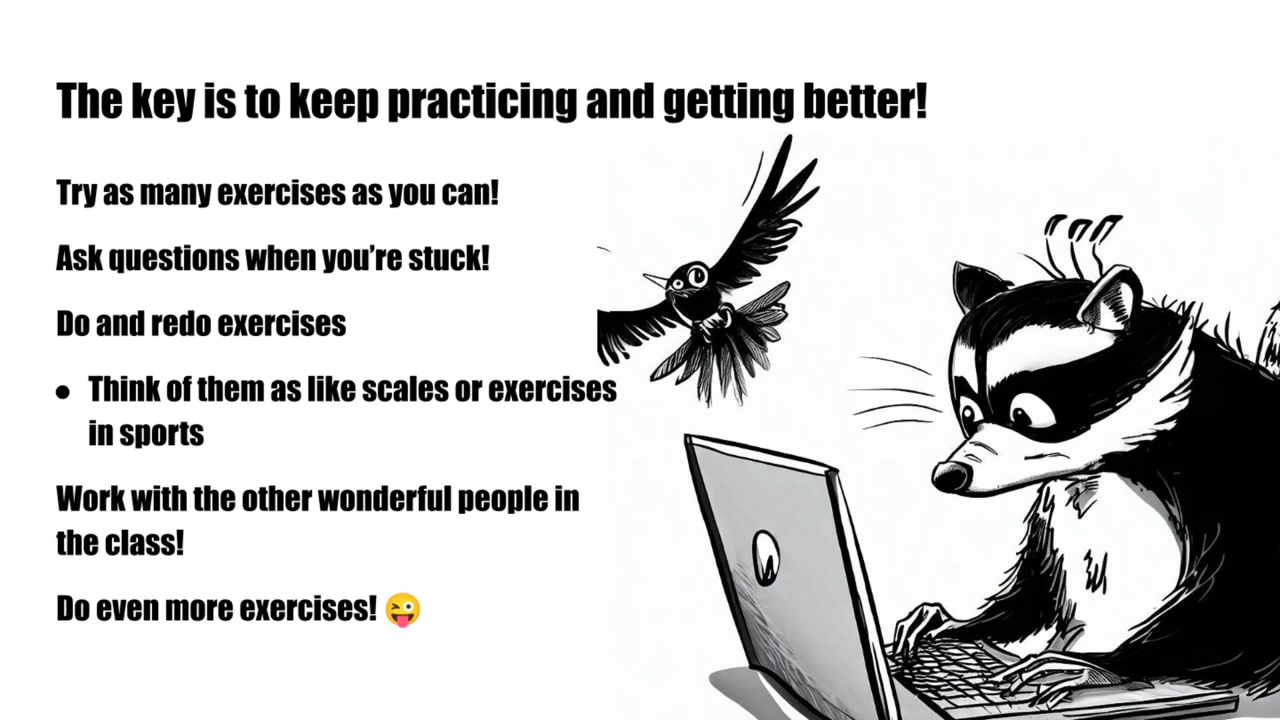 The key is to keep practicing and getting better!
Try as many exercises as you can!
Ask questions when you’re stuck!
Do and redo exercises
● Think of them as like scales or exercises
in sports
Work with the other wonderful people in
the class!
Do even more exercises! 😜